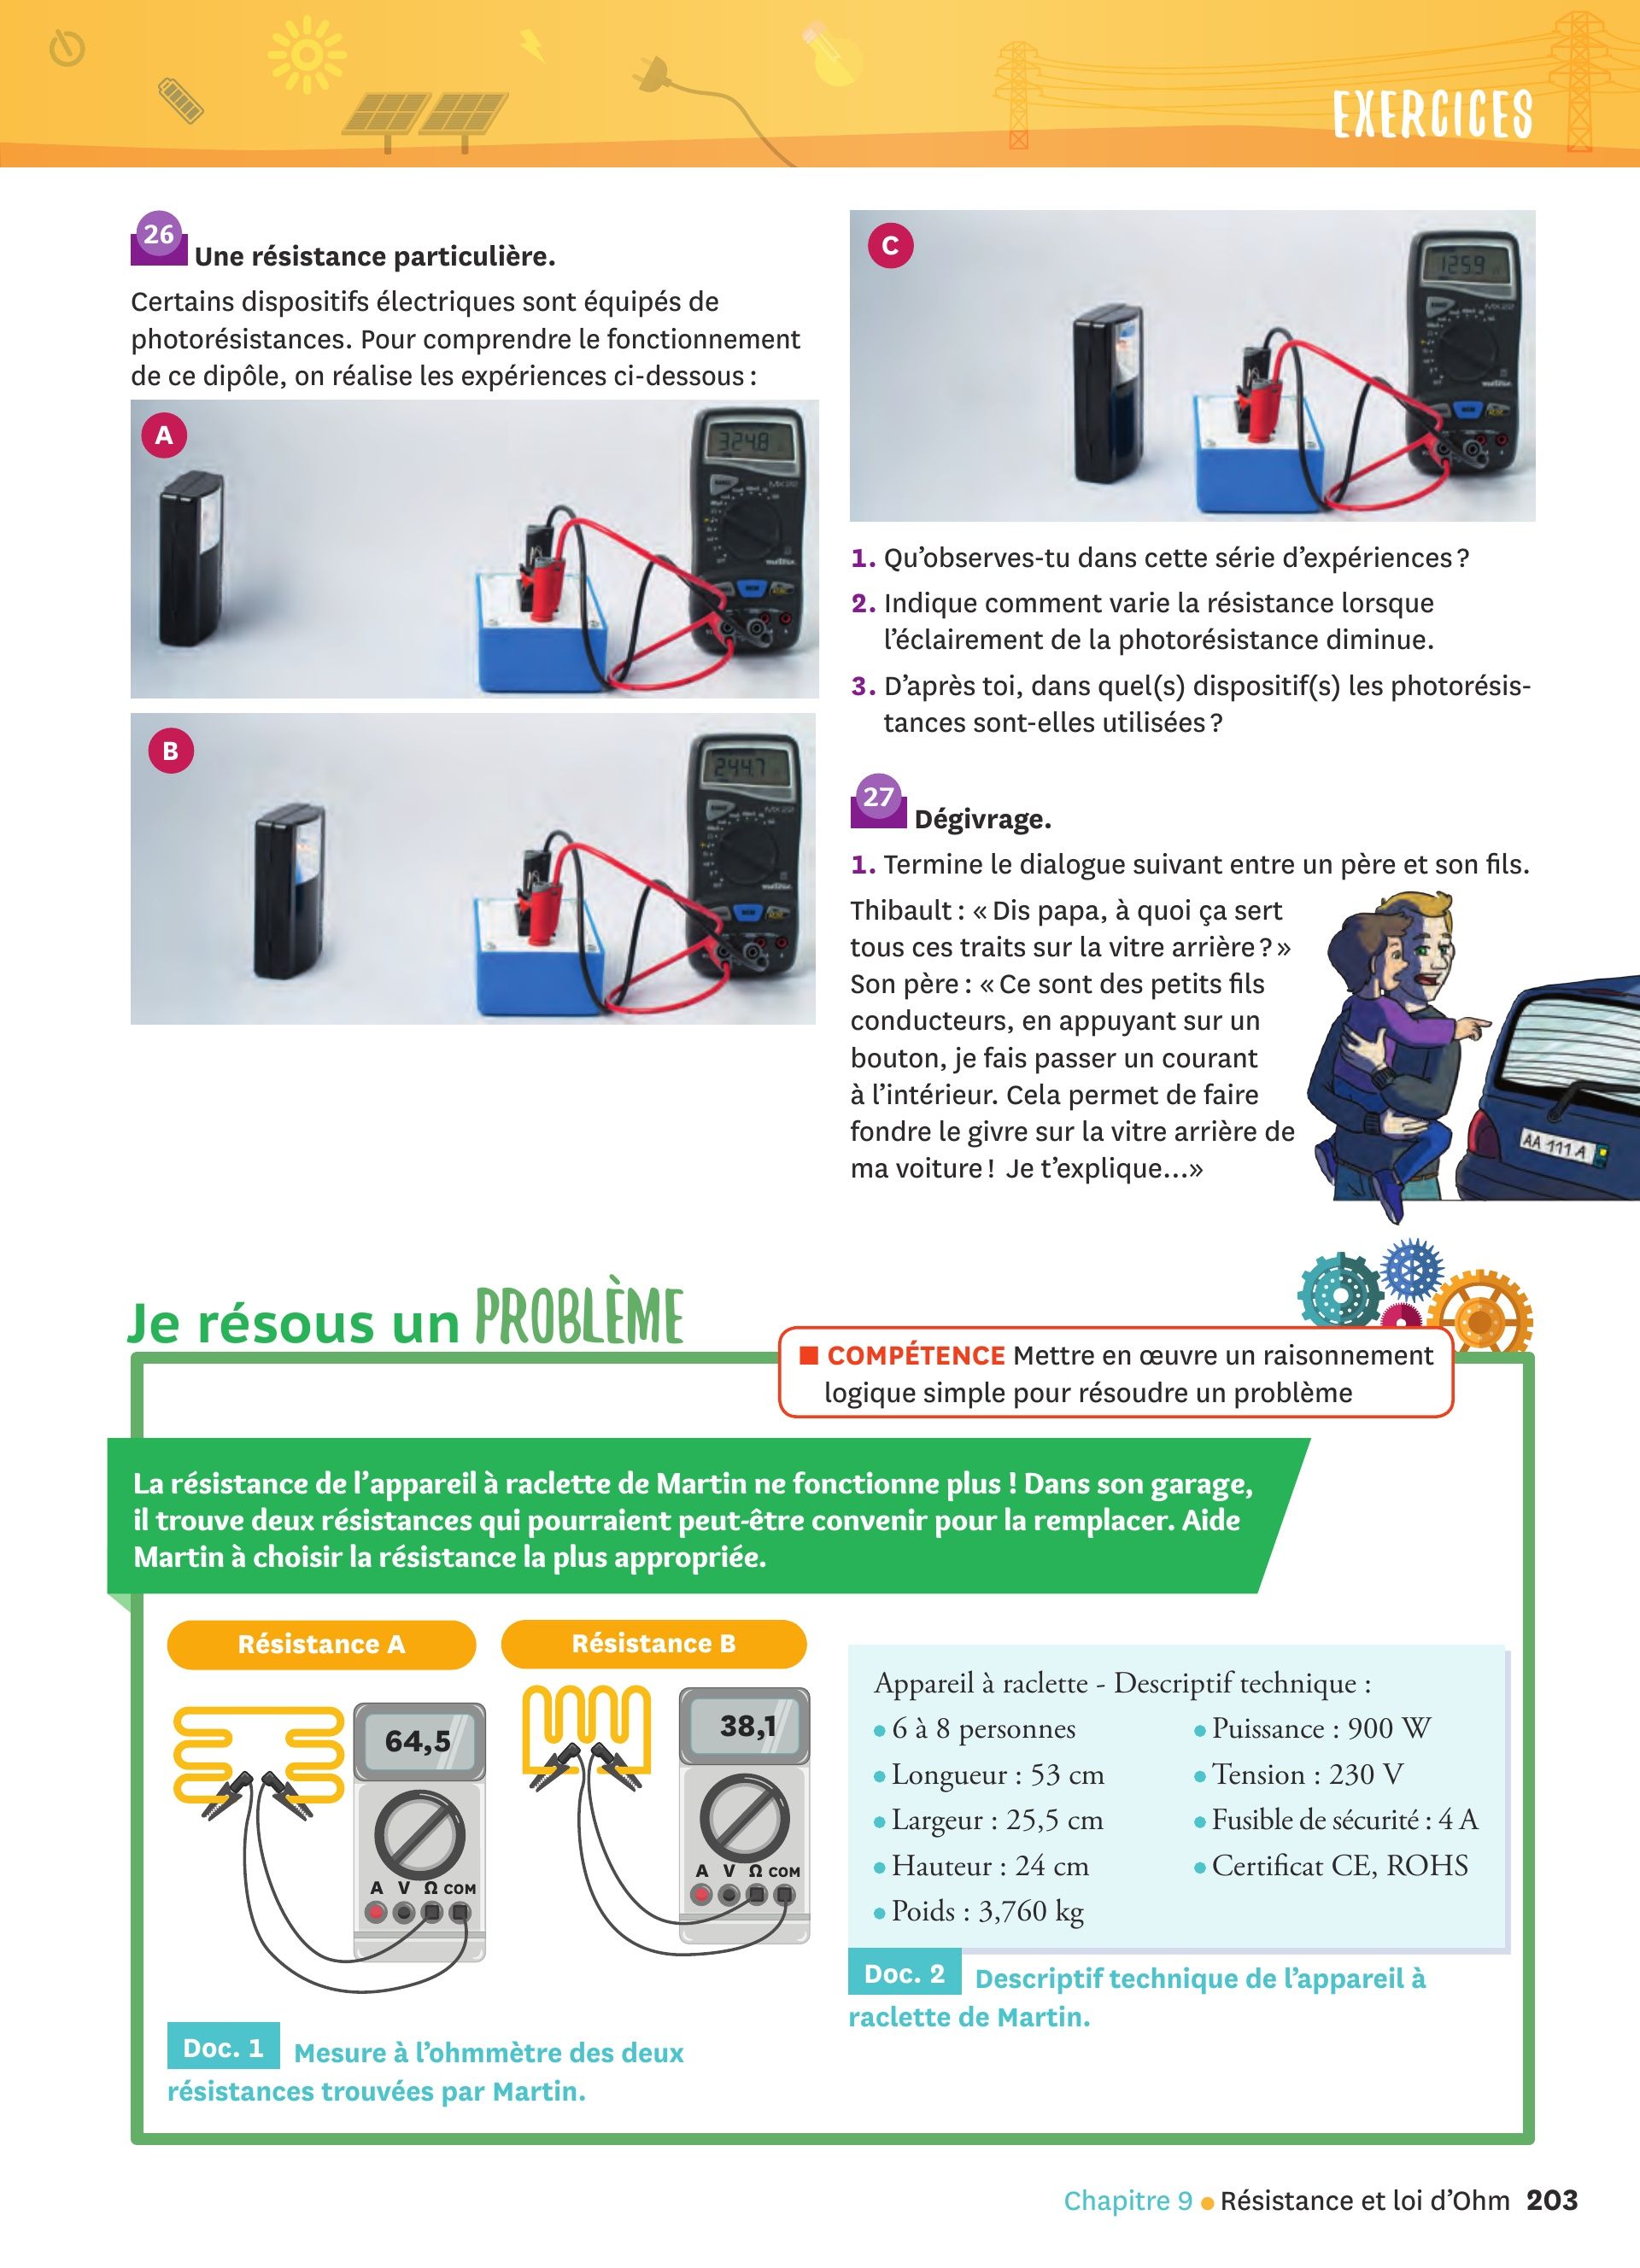 EXERCICES
26 Une résistance particulière.
Certains dispositifs électriques sont équipés de
photorésistances. Pour comprendre le fonctionnement
de ce dipôle, on réalise les expériences ci-dessous :
A
324.8
B
244.7
C
125.9
1. Qu’observes-tu dans cette série d’expériences ?
2. Indique comment varie la résistance lorsque
l’éclairement de la photorésistance diminue.
3. D’après toi, dans quel(s) dispositif(s) les photorésis-
tances sont-elles utilisées ?
27 Dégivrage.
1. Termine le dialogue suivant entre un père et son fils.
Thibault : « Dis papa, à quoi ça sert
tous ces traits sur la vitre arrière ? »
Son père : « Ce sont des petits fils
conducteurs, en appuyant sur un
bouton, je fais passer un courant
à l’intérieur. Cela permet de faire
fondre le givre sur la vitre arrière de
ma voiture ! Je t’explique...»
AA 111 A
Je résous un PROBLÈME
COMPÉTENCE Mettre en œuvre un raisonnement
logique simple pour résoudre un problème
La résistance de l’appareil à raclette de Martin ne fonctionne plus ! Dans son garage,
il trouve deux résistances qui pourraient peut-être convenir pour la remplacer. Aide
Martin à choisir la résistance la plus appropriée.
Résistance A
64,5
A V Ω COM
Résistance B
38,1
A V Ω COM
Doc. 1 Mesure à l’ohmmètre des deux
résistances trouvées par Martin.
Appareil à raclette - Descriptif technique :
• 6 à 8 personnes
• Longueur : 53 cm
• Largeur : 25,5 cm
• Hauteur : 24 cm
• Poids : 3,760 kg
• Puissance : 900 W
• Tension : 230 V
• Fusible de sécurité : 4 A
• Certificat CE, ROHS
Doc. 2 Descriptif technique de l’appareil à
raclette de Martin.
Chapitre 9 • Résistance et loi d’Ohm 203